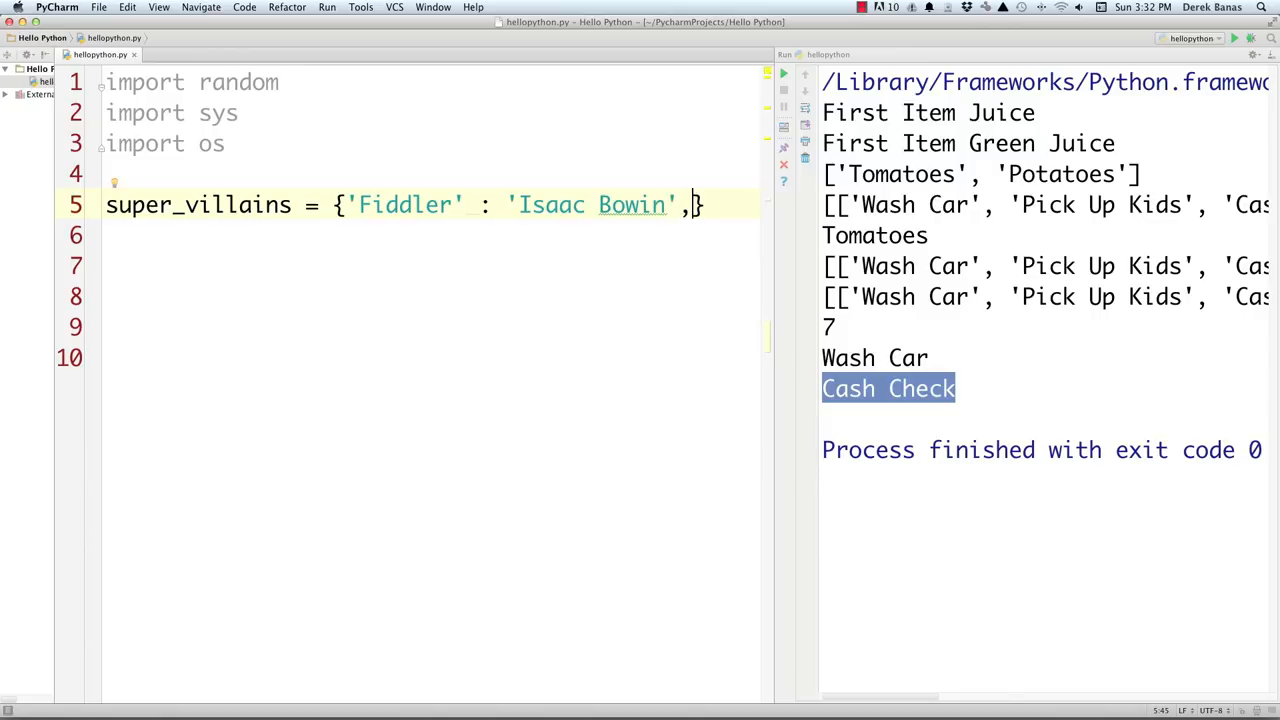 PyCharm File Edit View Navigate Code Refactor Run Tools VCS Window Help 10 Sun 3:32 PM Derek Banas
hellopython.py – Hello Python – [~/PycharmProjects/Hello Python]
Hello Python hellopython.py hellopython
hellopython.py Run hellopython
Hello P
hell
Externa
1 import random
2 import sys
3 import os
4
5 super_villains = {'Fiddler' : 'Isaac Bowin',}
6
7
8
9
10
/Library/Frameworks/Python.framewo
First Item Juice
First Item Green Juice
['Tomatoes', 'Potatoes']
[['Wash Car', 'Pick Up Kids', 'Cas
Tomatoes
[['Wash Car', 'Pick Up Kids', 'Cas
[['Wash Car', 'Pick Up Kids', 'Cas
7
Wash Car
Cash Check
Process finished with exit code 0
5:45 LF UTF-8